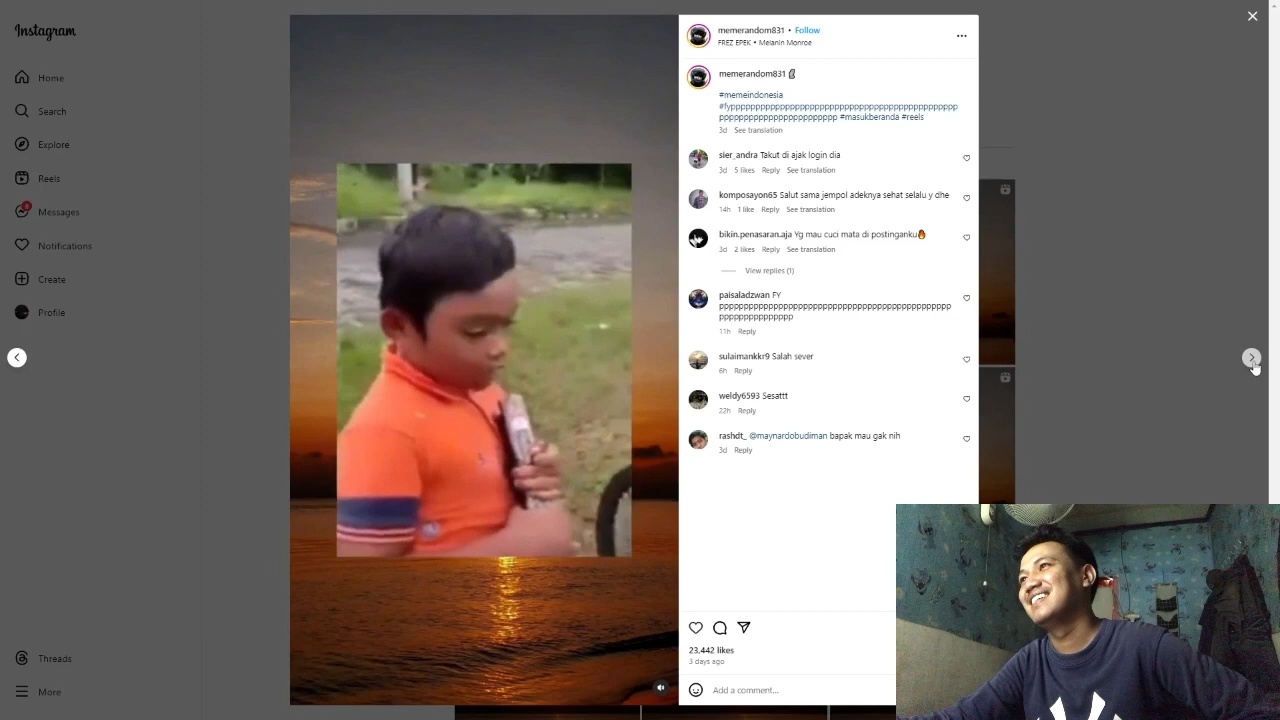 Instagram
Home
Search
Explore
Reels
Messages
Notifications
Create
Profile
Threads
More
memerandom831 • Follow
FREZ EPEK • Melanin Monroe
memerandom831
#memeindonesia
#fypppppppppppppppppppppppppppppppppppppppppppppp
ppppppppppppppppppppppp #masukberanda #reels
3d See translation
sier_andra Takut di ajak login dia
3d 5 likes Reply See translation
komposayon65 Salut sama jempol adeknya sehat selalu y dhe
14h 1 like Reply See translation
bikin.penasaran.aja Yg mau cuci mata di postinganku🔥
3d 2 likes Reply See translation
View replies (1)
paisaladzwan FY
ppppppppppppppppppppppppppppppppppppppppppppppp
ppppppppppppppp
11h Reply
sulaimankkr9 Salah sever
6h Reply
weldy6593 Sesattt
22h Reply
rashdt_ @maynardobudiman bapak mau gak nih
3d Reply
23,442 likes
3 days ago
Add a comment...